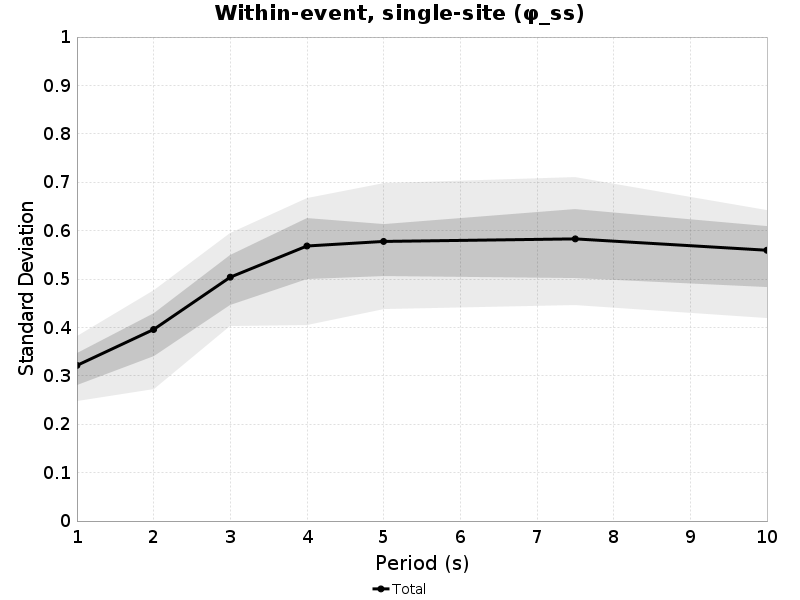 Within-event, single-site (φ_ss)
1
0.9
0.8
0.7
0.6
0.5
0.4
0.3
0.2
0.1
0
Standard Deviation
1 2 3 4 5 6 7 8 9 10
Period (s)
Total